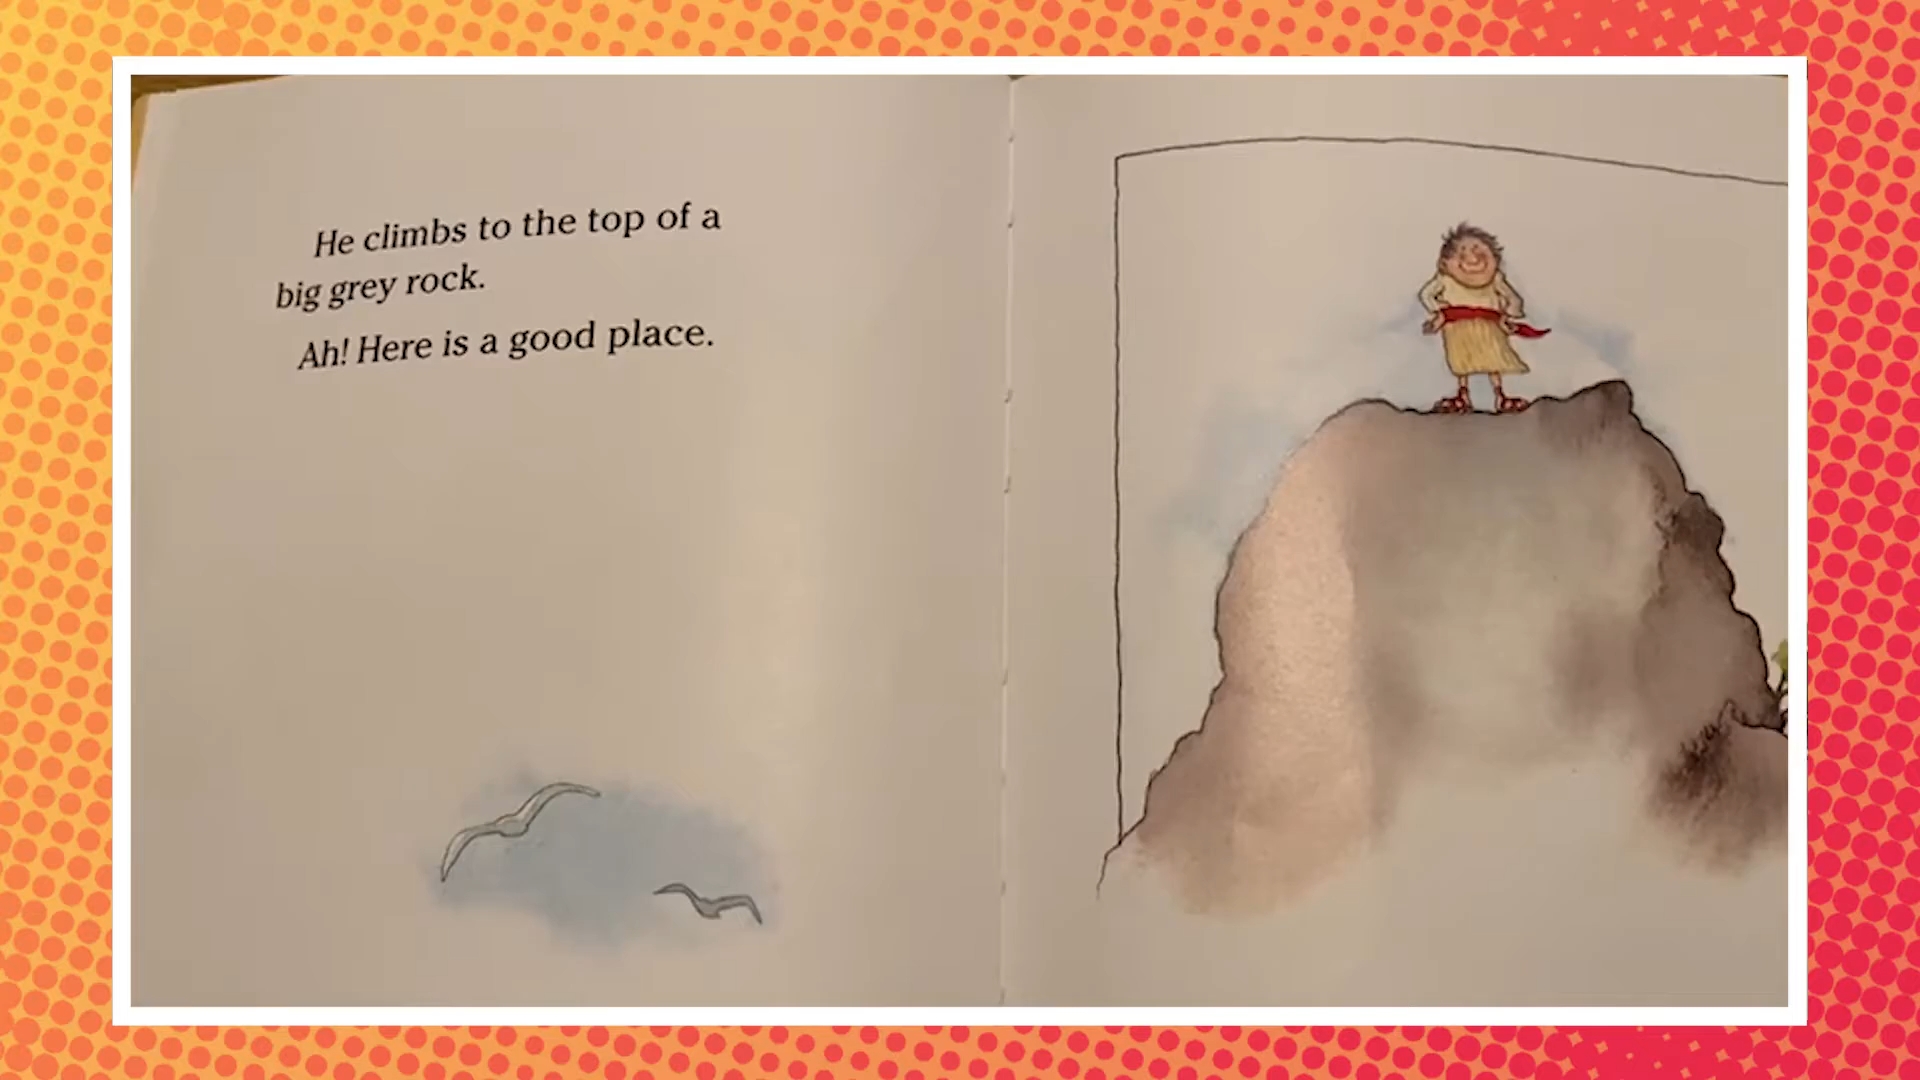 He climbs to the top of a
big grey rock.
Ah! Here is a good place.